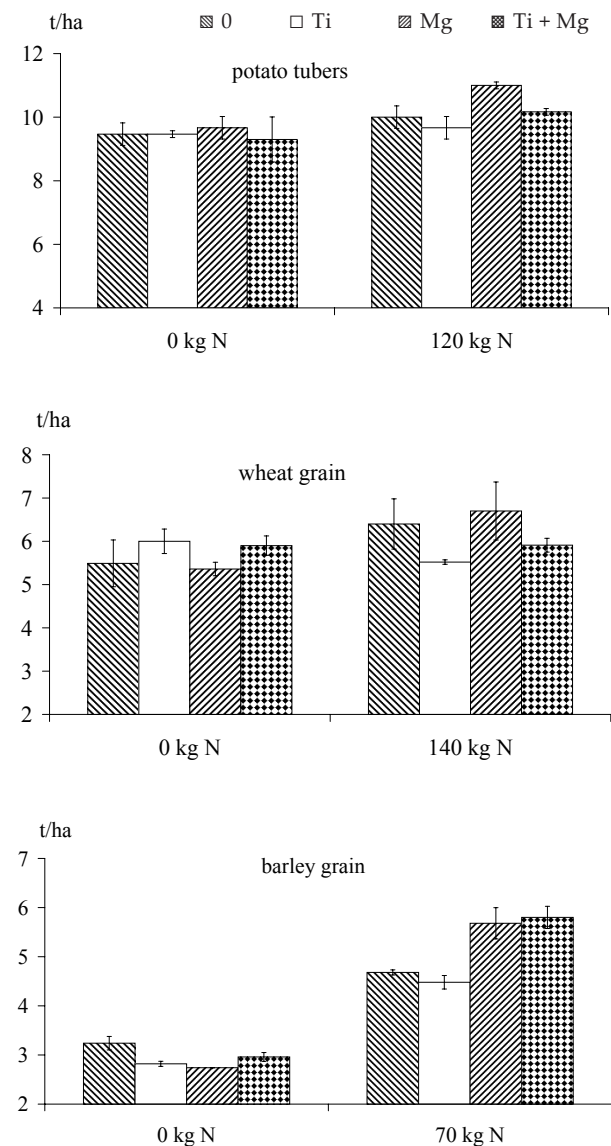 t/ha 0 Ti Mg Ti + Mg
potato tubers
12
10
8
6
4
0 kg N 120 kg N
t/ha
wheat grain
8
7
6
5
4
3
2
0 kg N 140 kg N
t/ha
barley grain
7
6
5
4
3
2
0 kg N 70 kg N